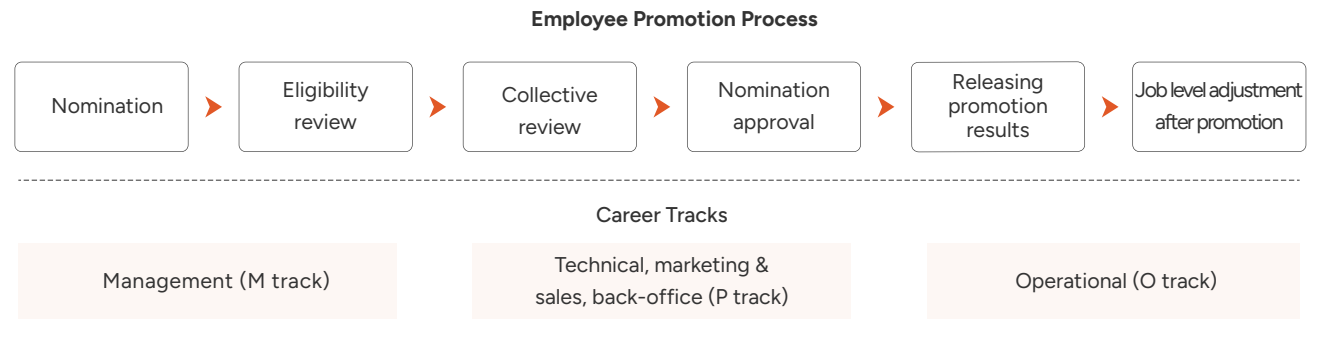 Employee Promotion Process
Nomination
Eligibility
review
Collective
review
Nomination
approval
Releasing
promotion
results
Job level adjustment
after promotion
Career Tracks
Management (M track)
Technical, marketing &
sales, back-office (P track)
Operational (O track)